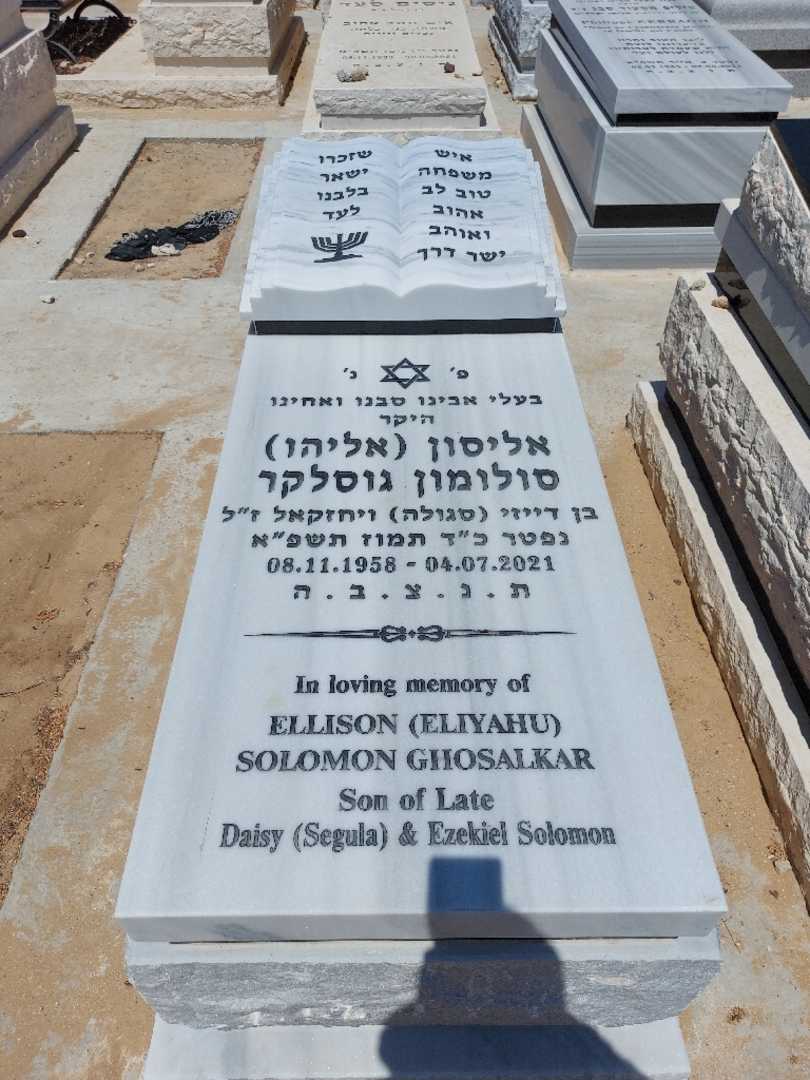 איש
משפחה
טוב לב
אהוב
ואוהב
ישר דרך
שזכרו
ישאר
בלבנו
לעד
פ׳ נ׳
בעלי אבינו סבנו ואחינו
היקר
אליסון (אליהו)
סולומון גוסלקר
בן דייזי (סגולה) ויחזקאל ז״ל
נפטר כ״ד תמוז תשפ״א
08.11.1958 - 04.07.2021
ת . נ . צ . ב . ה
In loving memory of
ELLISON (ELIYAHU)
SOLOMON GHOSALKAR
Son of Late
Daisy (Segula) & Ezekiel Solomon